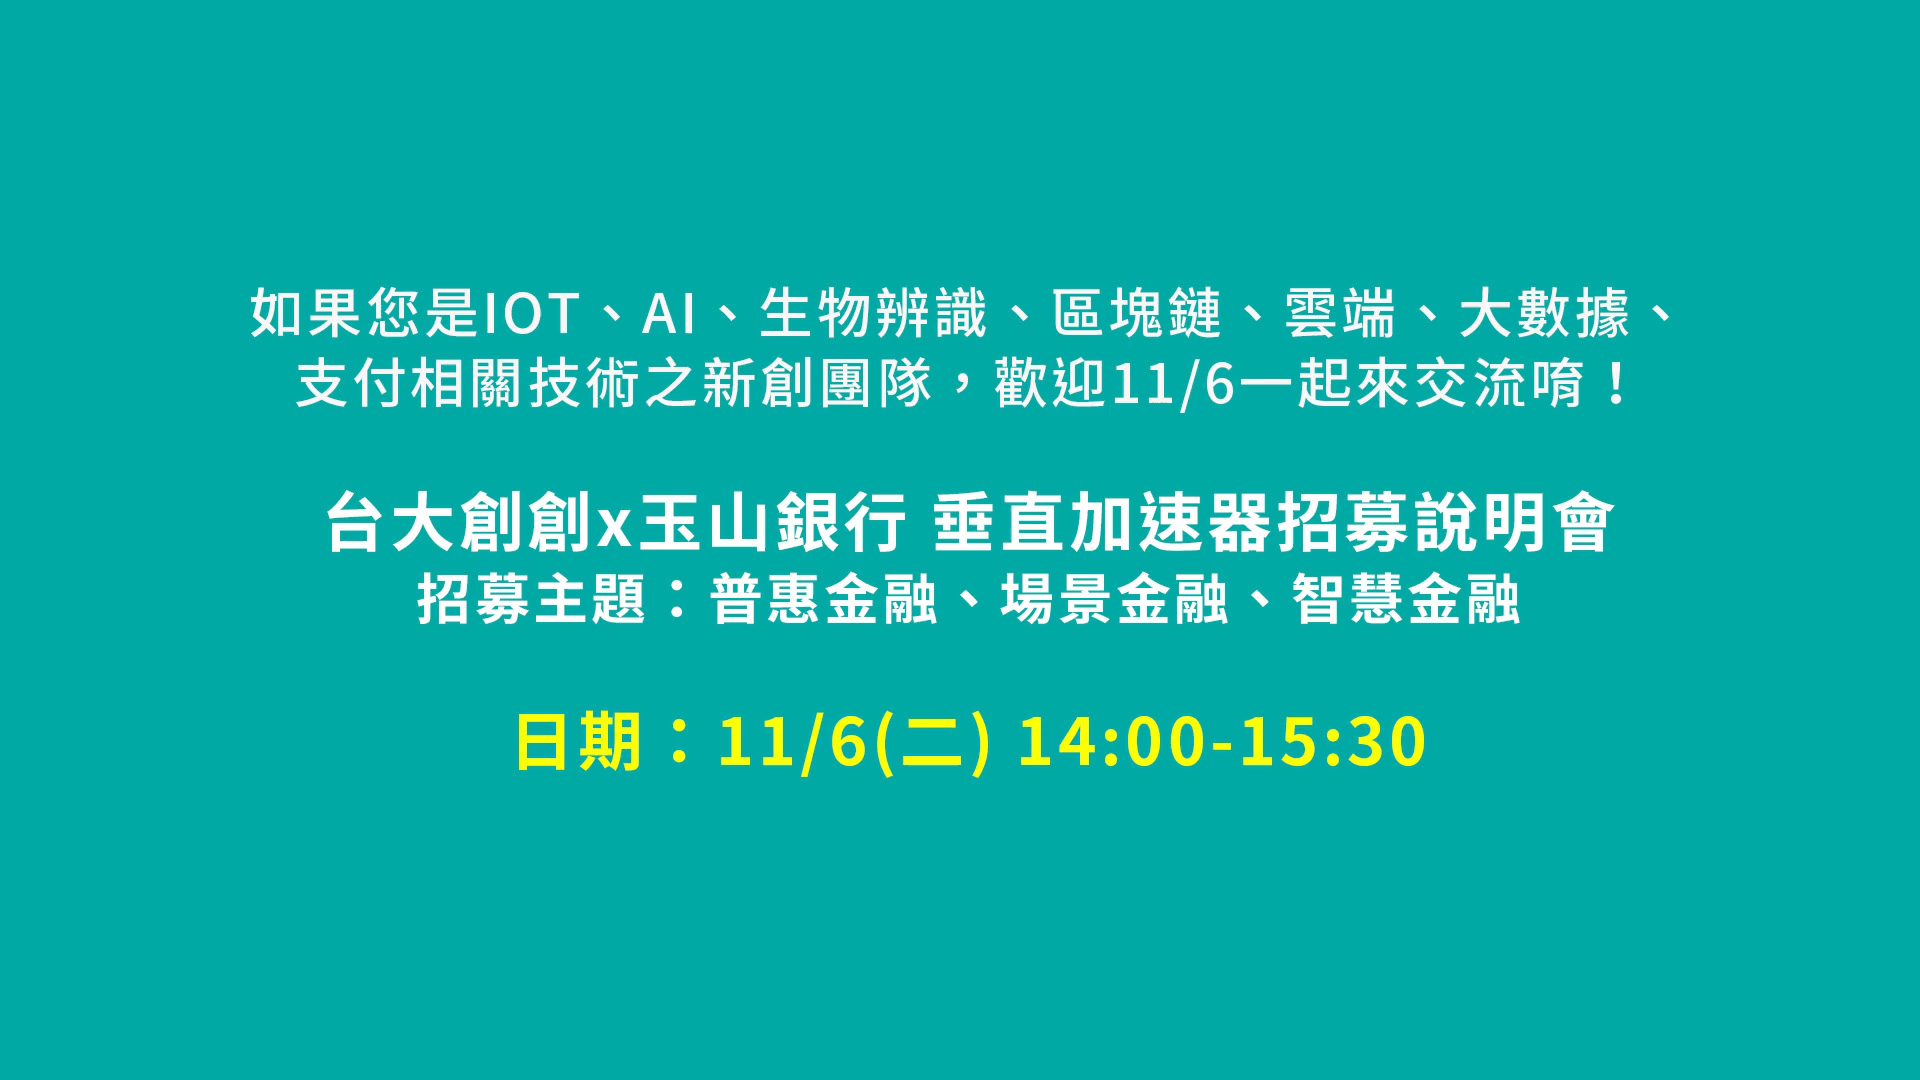 如果您是IOT、AI、生物辨識、區塊鏈、雲端、大數據、
支付相關技術之新創團隊，歡迎11/6一起來交流唷！
台大創創x玉山銀行 垂直加速器招募說明會
招募主題：普惠金融、場景金融、智慧金融
日期：11/6(二) 14:00-15:30